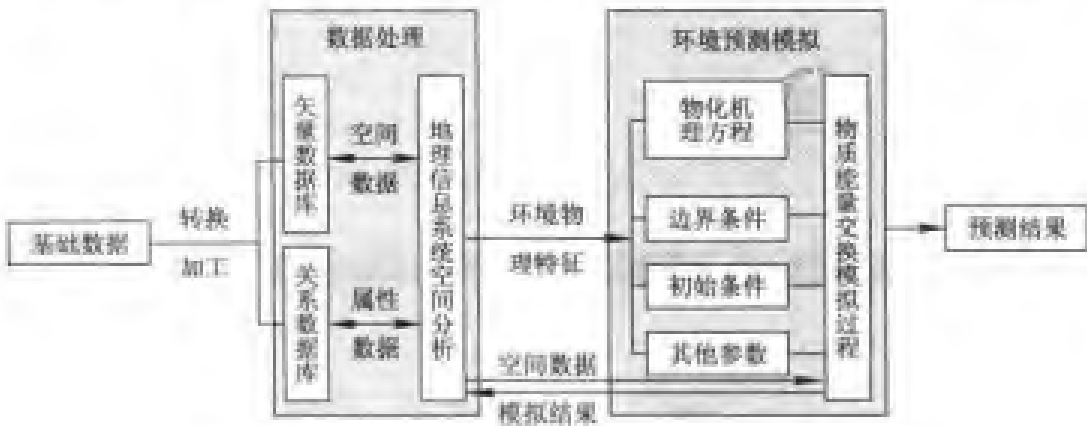 数据处理
环境预测模拟
基础数据
转换
加工
矢量数据库
关系数据库
空间
数据
属性
数据
地理信息系统空间分析
环境物
理特征
空间数据
模拟结果
物化机
理方程
边界条件
初始条件
其他参数
物质能量交换模拟过程
预测结果